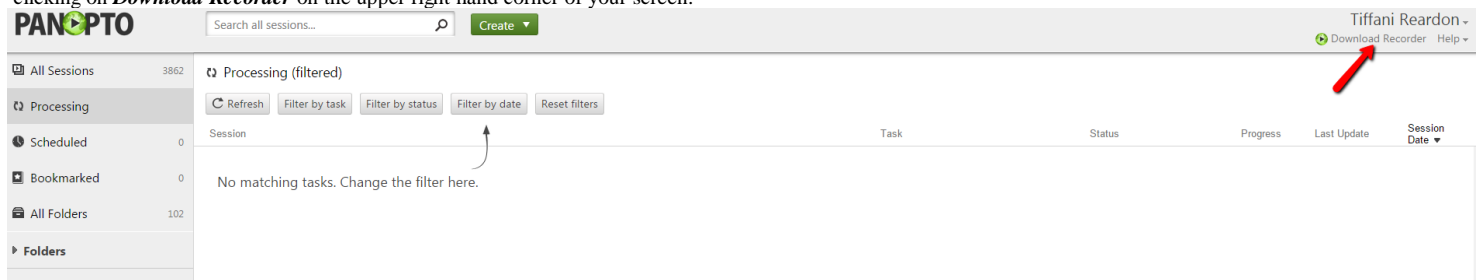 clicking on Download Recorder on the upper right hand corner of your screen.
PANOPTO
Search all sessions...
Create
Tiffani Reardon
Download Recorder Help
All Sessions 3862
Processing
Scheduled 0
Bookmarked 0
All Folders 102
Folders
Processing (filtered)
Refresh Filter by task Filter by status Filter by date Reset filters
Session Task Status Progress Last Update Session
Date
No matching tasks. Change the filter here.